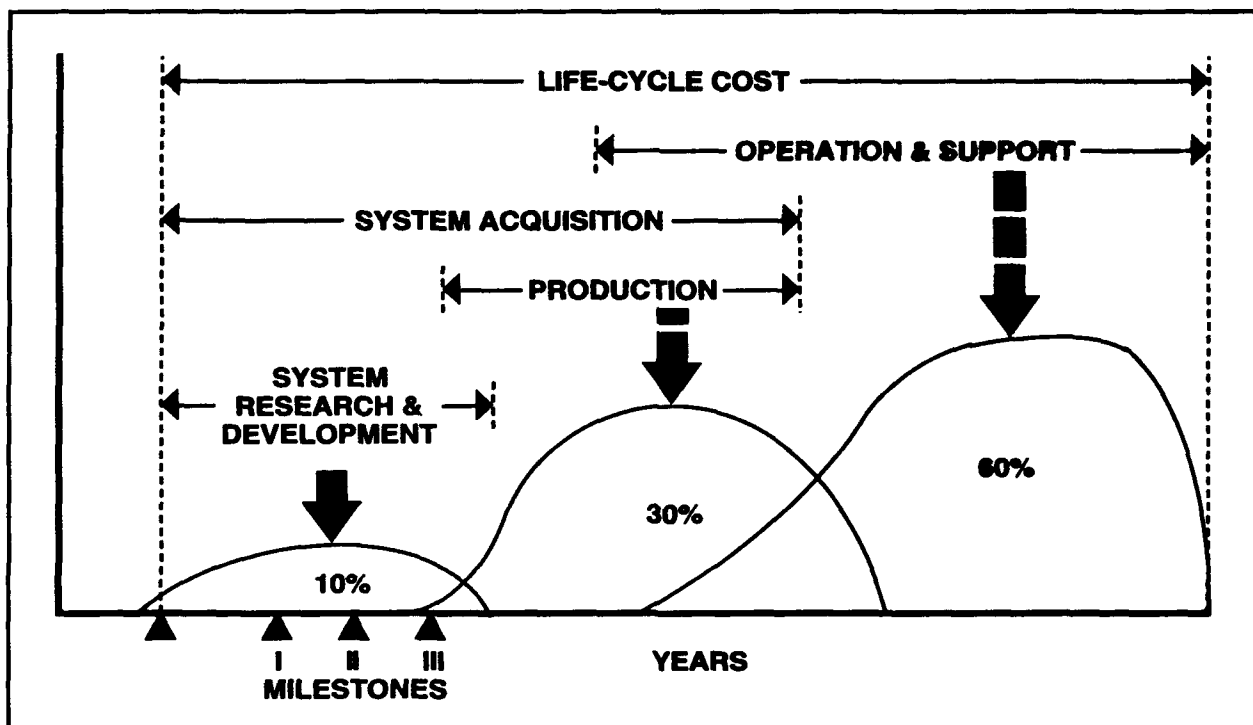 LIFE-CYCLE COST
OPERATION & SUPPORT
SYSTEM ACQUISITION
PRODUCTION
SYSTEM
RESEARCH &
DEVELOPMENT
60%
30%
10%
I II III
YEARS
MILESTONES